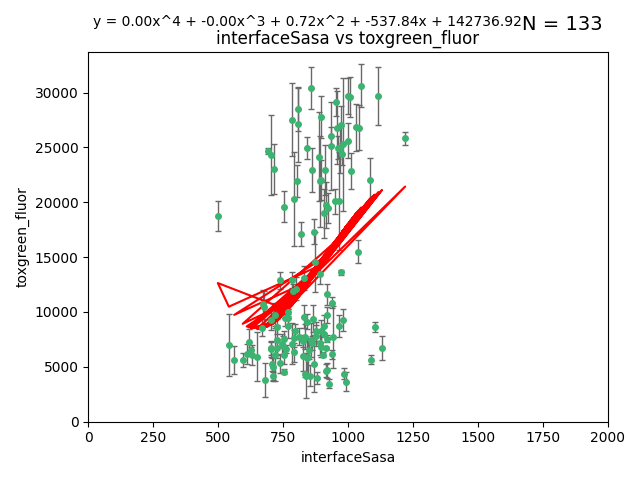 y = 0.00x^4 + -0.00x^3 + 0.72x^2 + -537.84x + 142736.92
N = 133
interfaceSasa vs toxgreen_fluor
30000
25000
20000
15000
10000
5000
0
toxgreen_fluor
0 250 500 750 1000 1250 1500 1750 2000
interfaceSasa